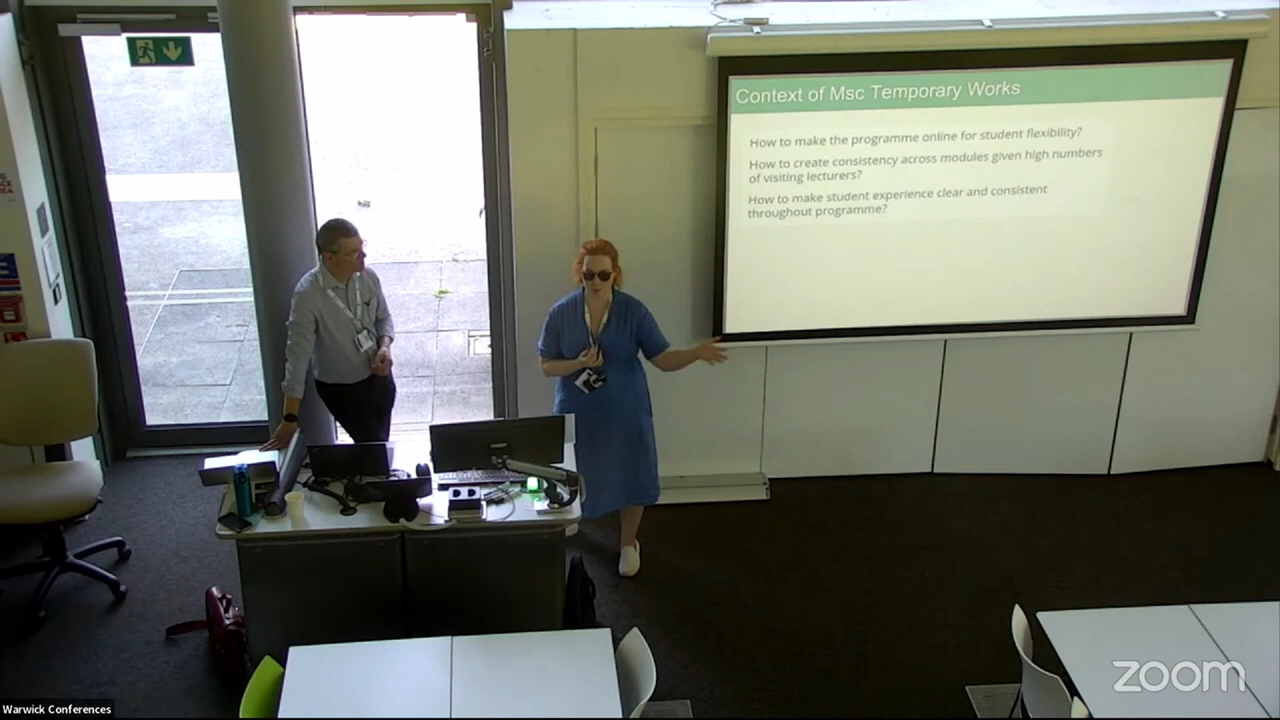 Context of Msc Temporary Works
How to make the programme online for student flexibility?
How to create consistency across modules given high numbers
of visiting lecturers?
How to make student experience clear and consistent
throughout programme?
zoom
Warwick Conferences